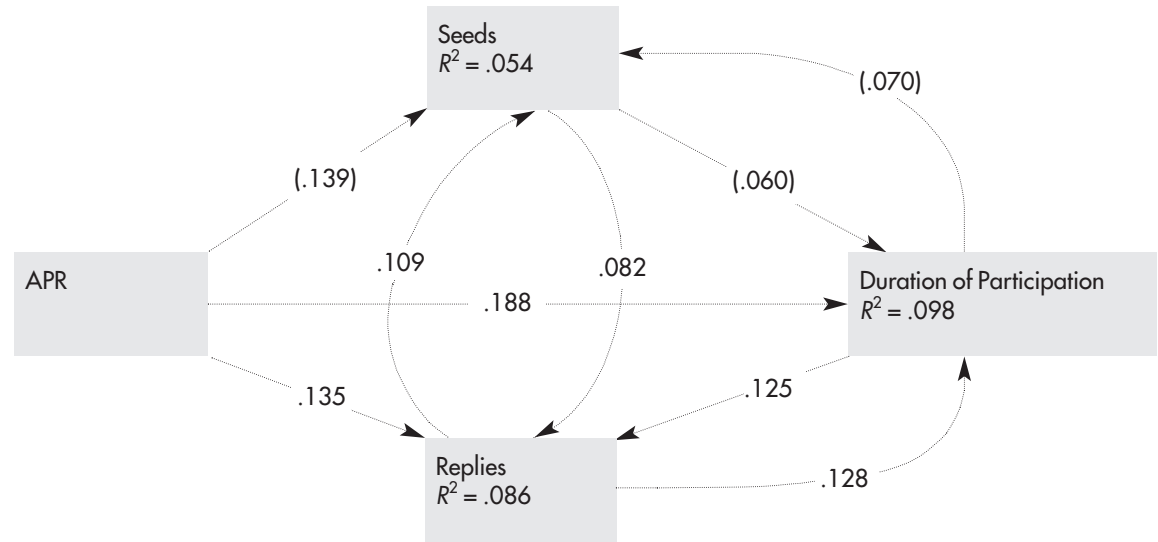 Seeds
R² = .054
(.070)
(.139)
(.060)
.109
.082
APR
.188
Duration of Participation
R² = .098
.135
.125
Replies
R² = .086
.128